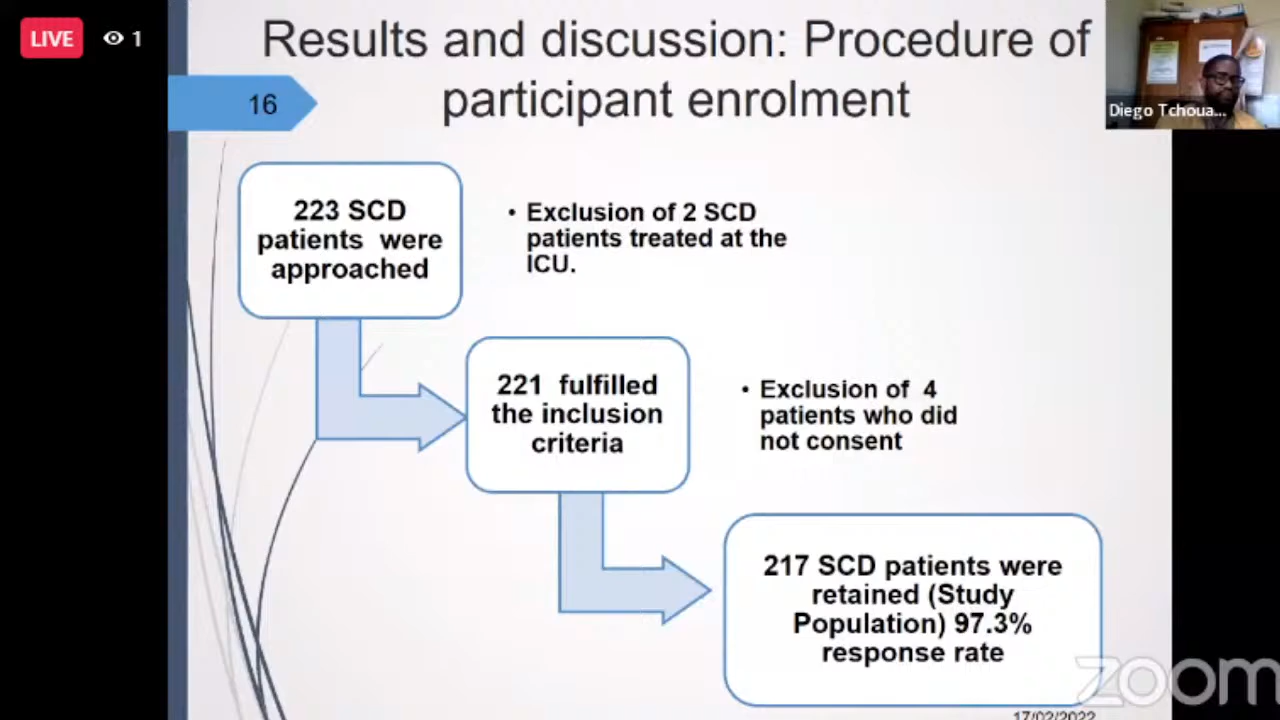 LIVE
1
Results and discussion: Procedure of
participant enrolment
16
Diego Tchoua...
223 SCD
patients were
approached
• Exclusion of 2 SCD
patients treated at the
ICU.
221 fulfilled
the inclusion
criteria
• Exclusion of 4
patients who did
not consent
217 SCD patients were
retained (Study
Population) 97.3%
response rate
zoom
17/02/2022